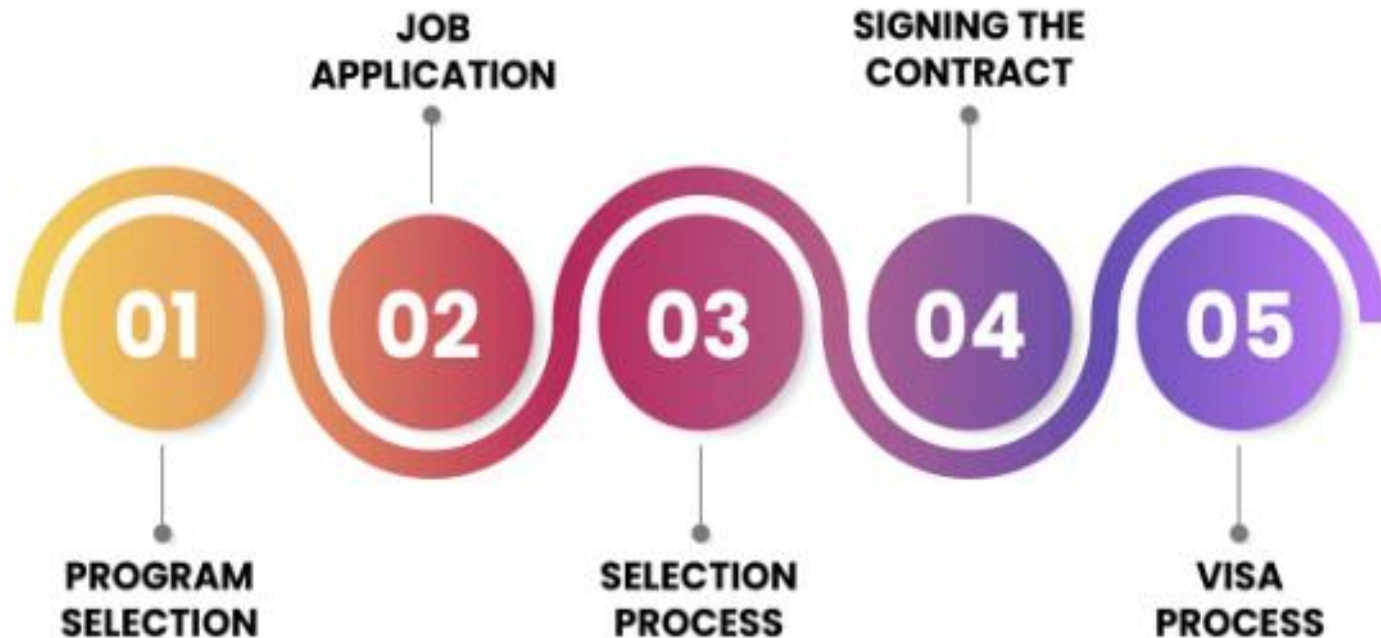 JOB
APPLICATION
SIGNING THE
CONTRACT
01
02
03
04
05
PROGRAM
SELECTION
SELECTION
PROCESS
VISA
PROCESS